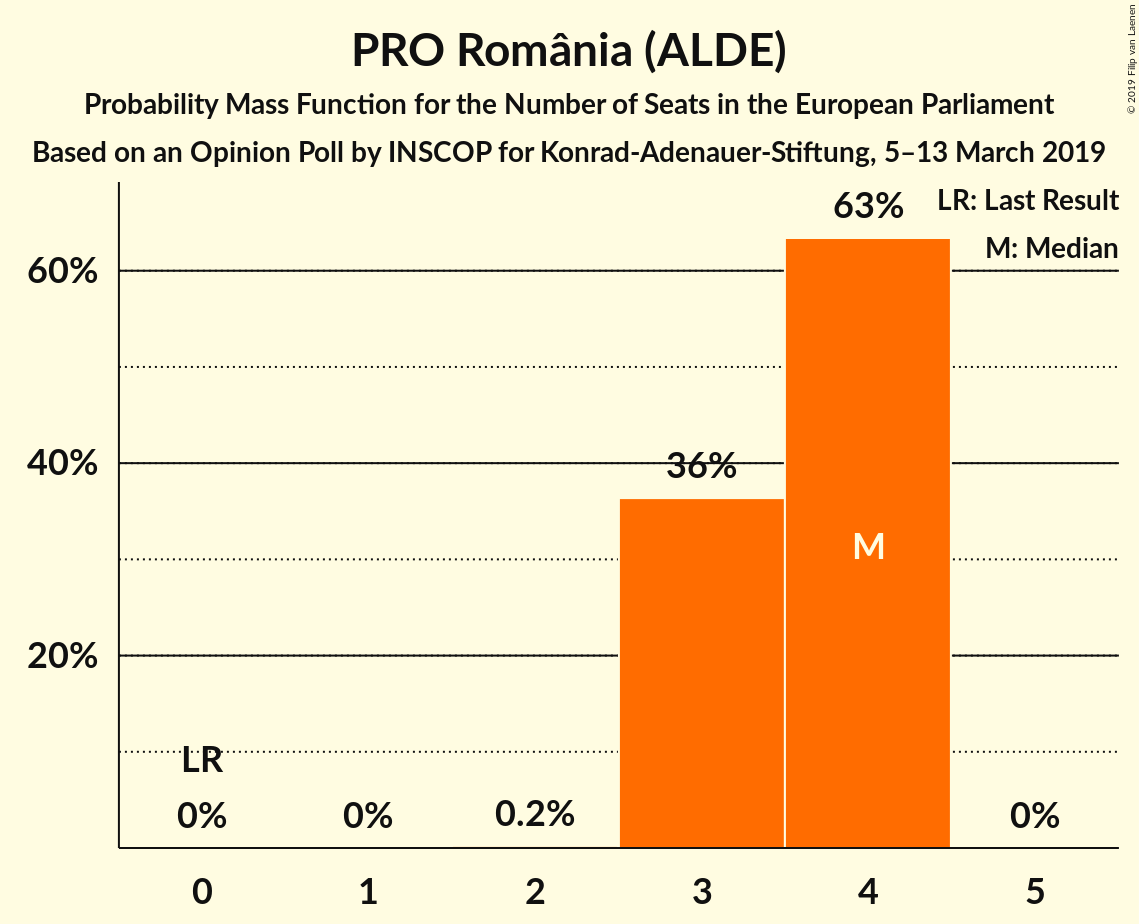 PRO România (ALDE)
Probability Mass Function for the Number of Seats in the European Parliament
Based on an Opinion Poll by INSCOP for Konrad-Adenauer-Stiftung, 5–13 March 2019
© 2019 Filip van Laenen
LR: Last Result
M: Median
60%
40%
20%
63%
36%
M
LR
0%
0%
0.2%
0%
0
1
2
3
4
5